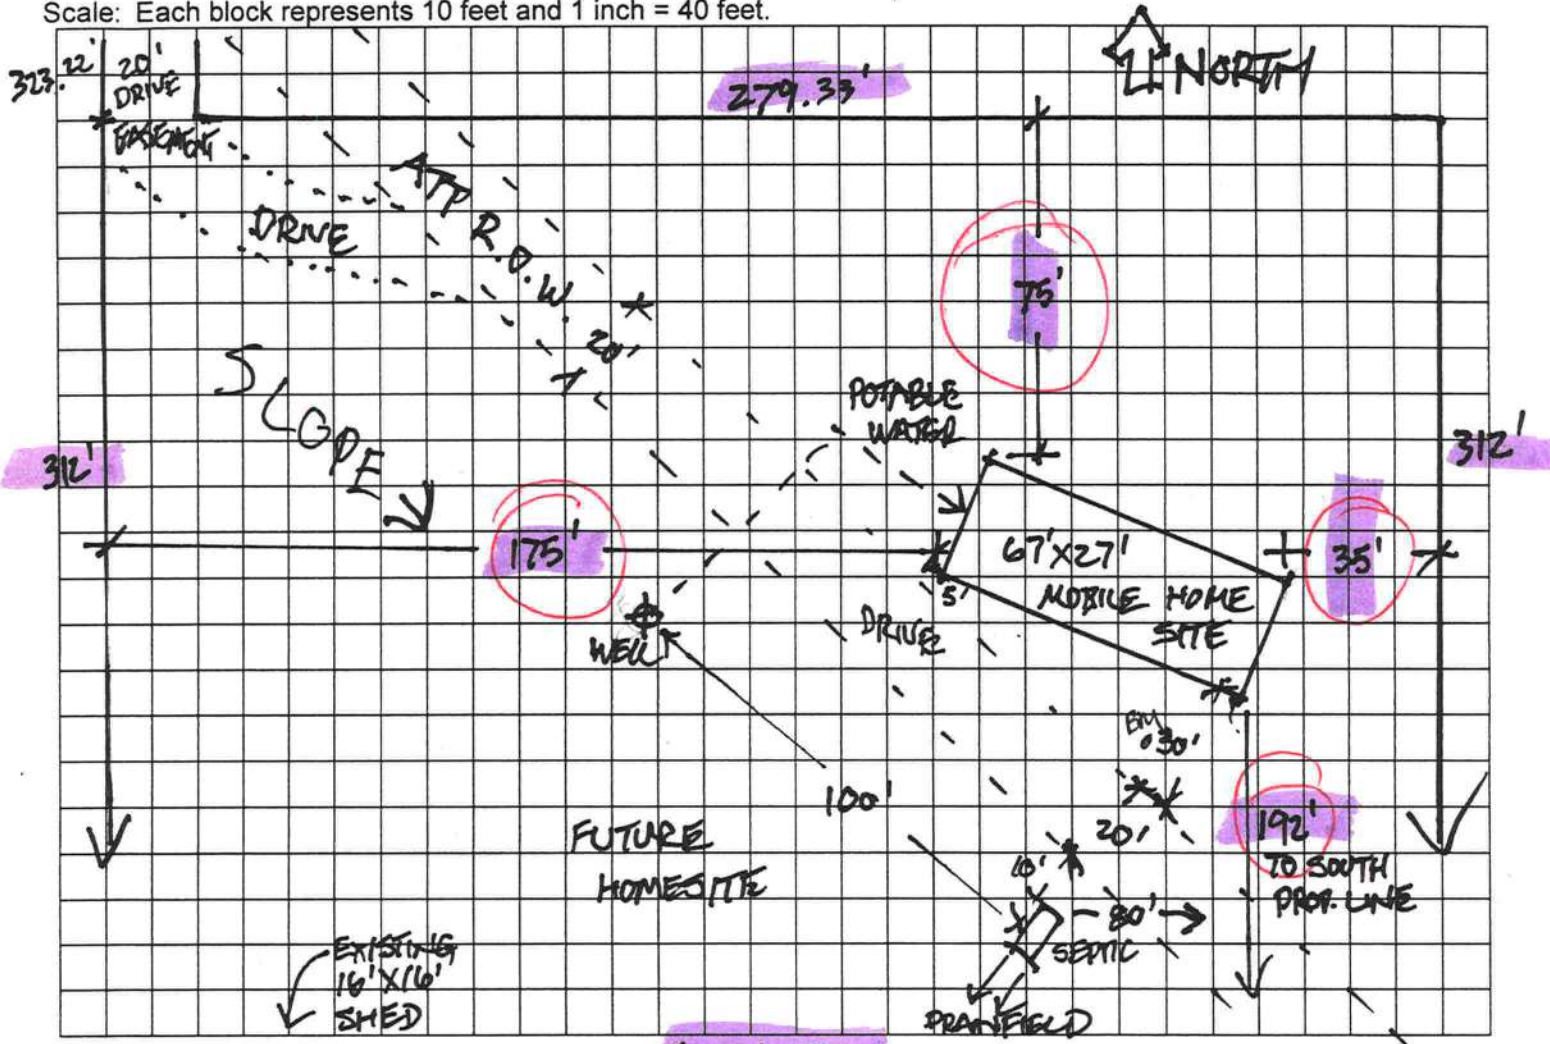 Scale: Each block represents 10 feet and 1 inch = 40 feet.
323.22'
20'
DRIVE
EASEMENT
279.33'
NORTH
DRIVE
ATT R.O.W.
20'
75'
SLOPE
POTABLE
WATER
312'
312'
175'
67'X27'
MOBILE HOME
SITE
35'
5'
DRIVE
WELL
BM
30'
100'
192'
TO SOUTH
PROP. LINE
20'
10'
FUTURE
HOMESITE
80'
SEPTIC
EXISTING
16'X16'
SHED
DRAINFIELD